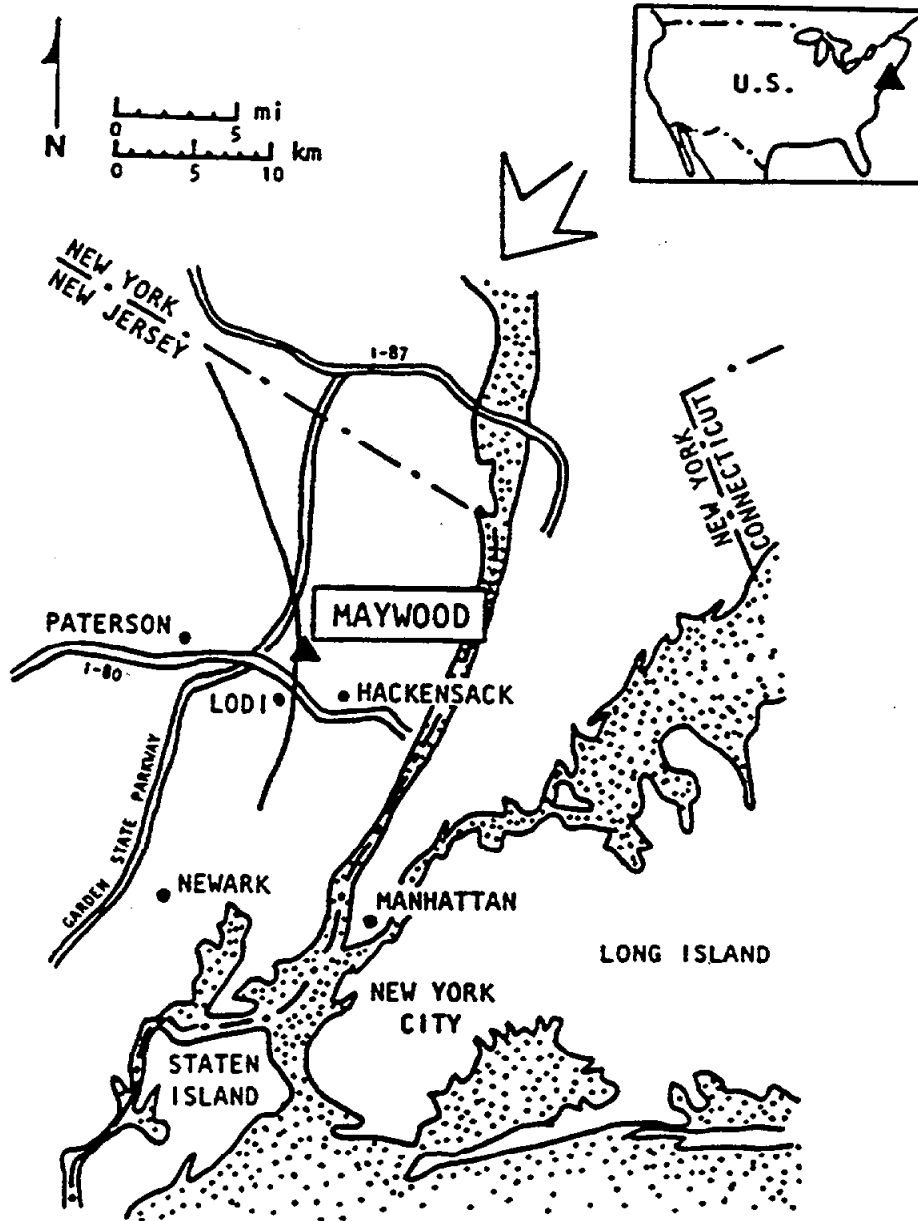 U.S.
mi
0 5
N
km
0 5 10
NEW YORK
NEW JERSEY
I-87
NEW YORK
CONNECTICUT
MAYWOOD
PATERSON
I-80
LODI
HACKENSACK
GARDEN STATE PARKWAY
NEWARK
MANHATTAN
LONG ISLAND
NEW YORK
CITY
STATEN
ISLAND